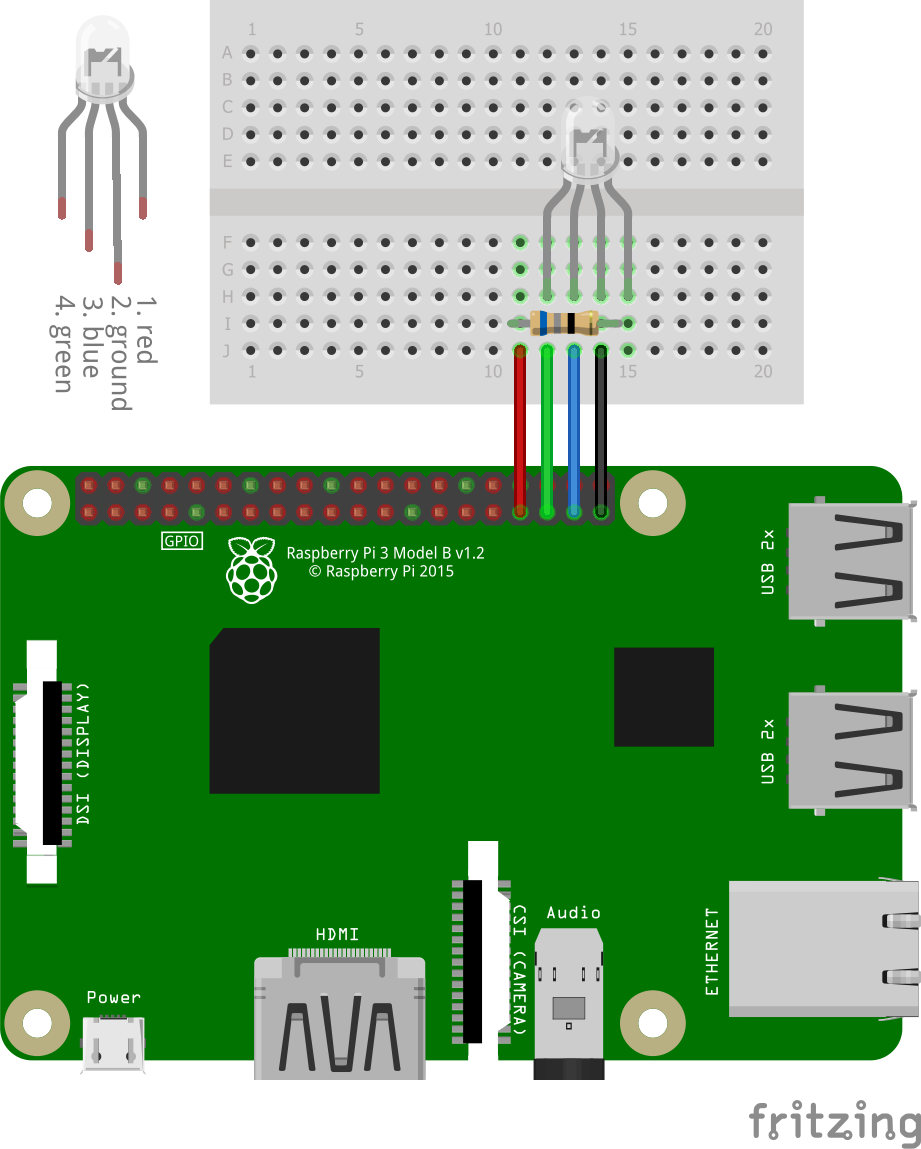 1 5 10 15 20
A
B
C
D
E
F
G
H
I
J
1 5 10 15 20
1. red
2. ground
3. blue
4. green
GPIO
Raspberry Pi 3 Model B v1.2
© Raspberry Pi 2015
USB 2x
DSI (DISPLAY)
USB 2x
CSI (CAMERA)
Audio
ETHERNET
HDMI
Power
fritzing